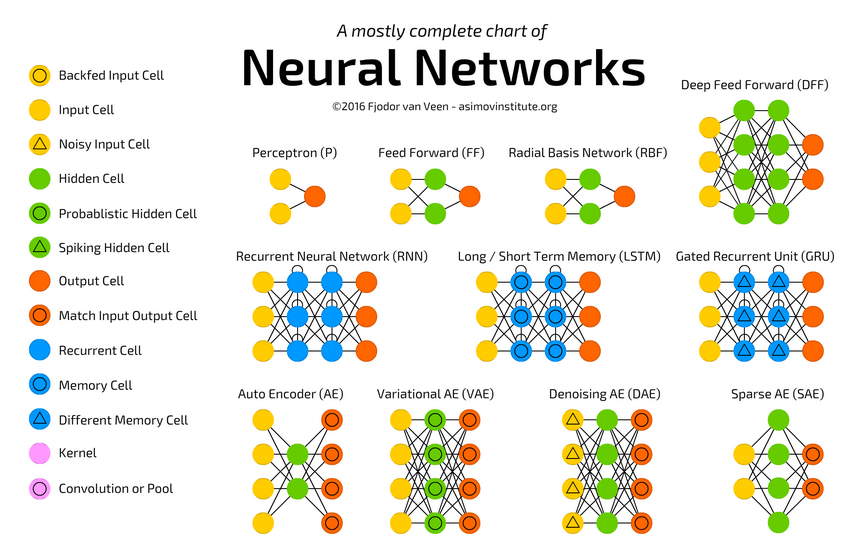 A mostly complete chart of
Neural Networks
©2016 Fjodor van Veen - asimovinstitute.org
Backfed Input Cell
Input Cell
Noisy Input Cell
Hidden Cell
Probablistic Hidden Cell
Spiking Hidden Cell
Output Cell
Match Input Output Cell
Recurrent Cell
Memory Cell
Different Memory Cell
Kernel
Convolution or Pool
Deep Feed Forward (DFF)
Perceptron (P)
Feed Forward (FF)
Radial Basis Network (RBF)
Recurrent Neural Network (RNN)
Long / Short Term Memory (LSTM)
Gated Recurrent Unit (GRU)
Auto Encoder (AE)
Variational AE (VAE)
Denoising AE (DAE)
Sparse AE (SAE)